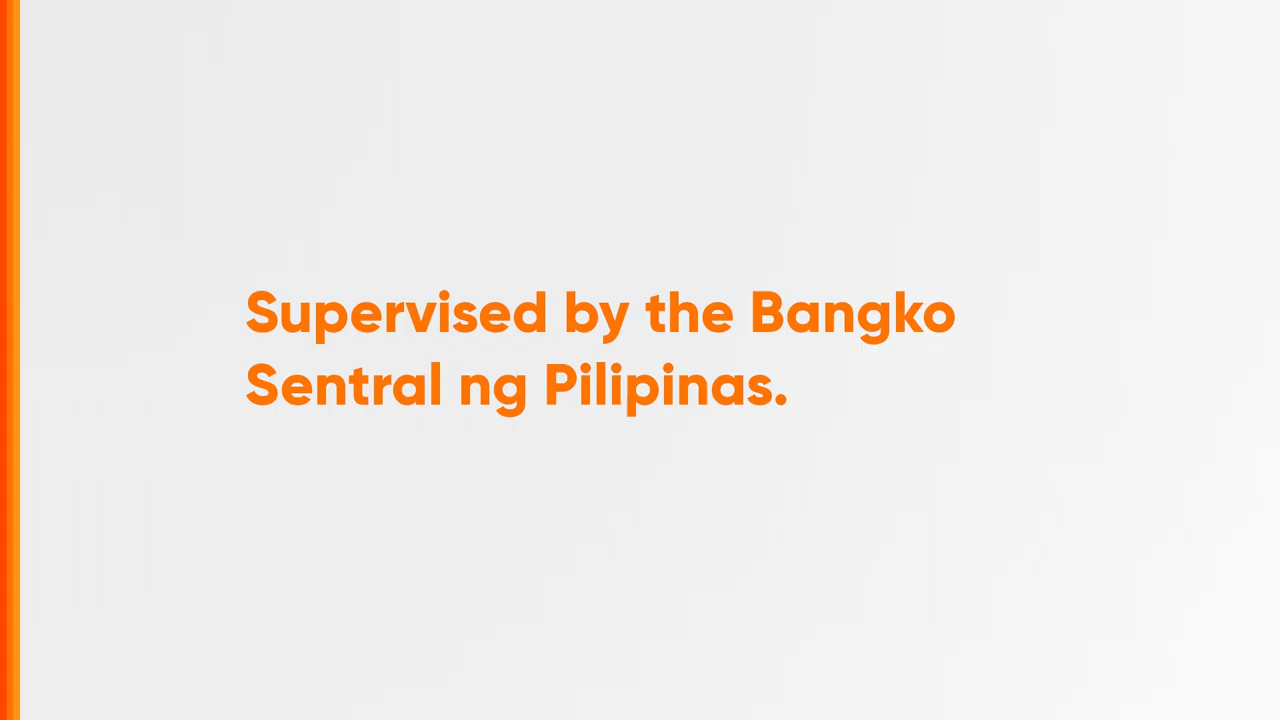 Supervised by the Bangko
Sentral ng Pilipinas.